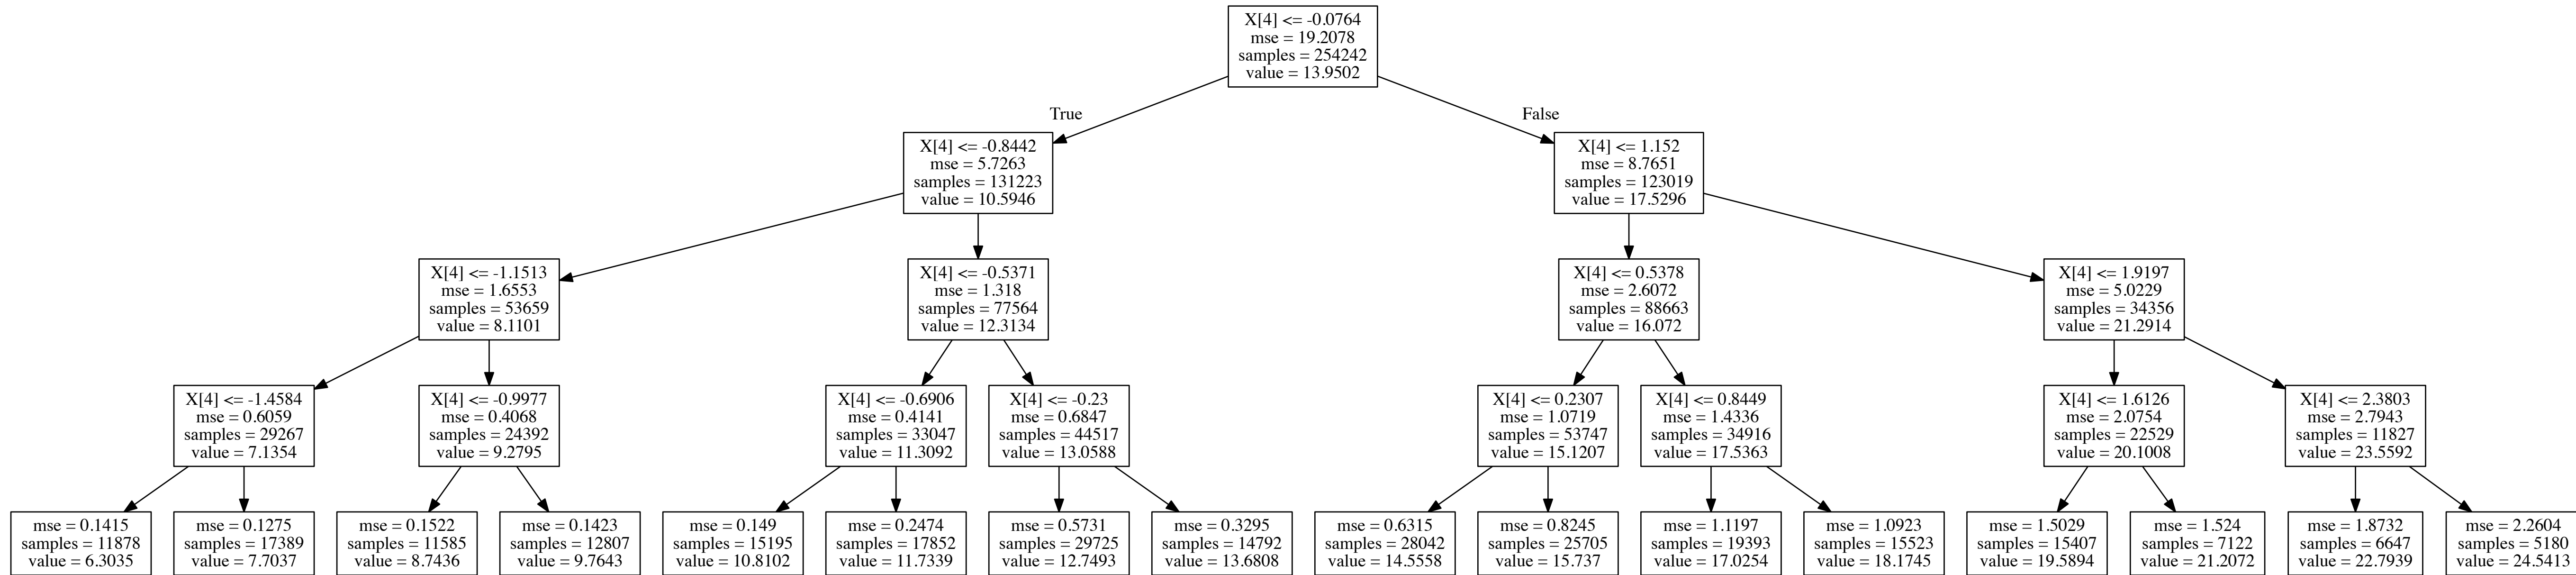 X[4] <= -0.0764
mse = 19.2078
samples = 254242
value = 13.9502
True
False
X[4] <= -0.8442
mse = 5.7263
samples = 131223
value = 10.5946
X[4] <= 1.152
mse = 8.7651
samples = 123019
value = 17.5296
X[4] <= -1.1513
mse = 1.6553
samples = 53659
value = 8.1101
X[4] <= -0.5371
mse = 1.318
samples = 77564
value = 12.3134
X[4] <= 0.5378
mse = 2.6072
samples = 88663
value = 16.072
X[4] <= 1.9197
mse = 5.0229
samples = 34356
value = 21.2914
X[4] <= -1.4584
mse = 0.6059
samples = 29267
value = 7.1354
X[4] <= -0.9977
mse = 0.4068
samples = 24392
value = 9.2795
X[4] <= -0.6906
mse = 0.4141
samples = 33047
value = 11.3092
X[4] <= -0.23
mse = 0.6847
samples = 44517
value = 13.0588
X[4] <= 0.2307
mse = 1.0719
samples = 53747
value = 15.1207
X[4] <= 0.8449
mse = 1.4336
samples = 34916
value = 17.5363
X[4] <= 1.6126
mse = 2.0754
samples = 22529
value = 20.1008
X[4] <= 2.3803
mse = 2.7943
samples = 11827
value = 23.5592
mse = 0.1415
samples = 11878
value = 6.3035
mse = 0.1275
samples = 17389
value = 7.7037
mse = 0.1522
samples = 11585
value = 8.7436
mse = 0.1423
samples = 12807
value = 9.7643
mse = 0.149
samples = 15195
value = 10.8102
mse = 0.2474
samples = 17852
value = 11.7339
mse = 0.5731
samples = 29725
value = 12.7493
mse = 0.3295
samples = 14792
value = 13.6808
mse = 0.6315
samples = 28042
value = 14.5558
mse = 0.8245
samples = 25705
value = 15.737
mse = 1.1197
samples = 19393
value = 17.0254
mse = 1.0923
samples = 15523
value = 18.1745
mse = 1.5029
samples = 15407
value = 19.5894
mse = 1.524
samples = 7122
value = 21.2072
mse = 1.8732
samples = 6647
value = 22.7939
mse = 2.2604
samples = 5180
value = 24.5413